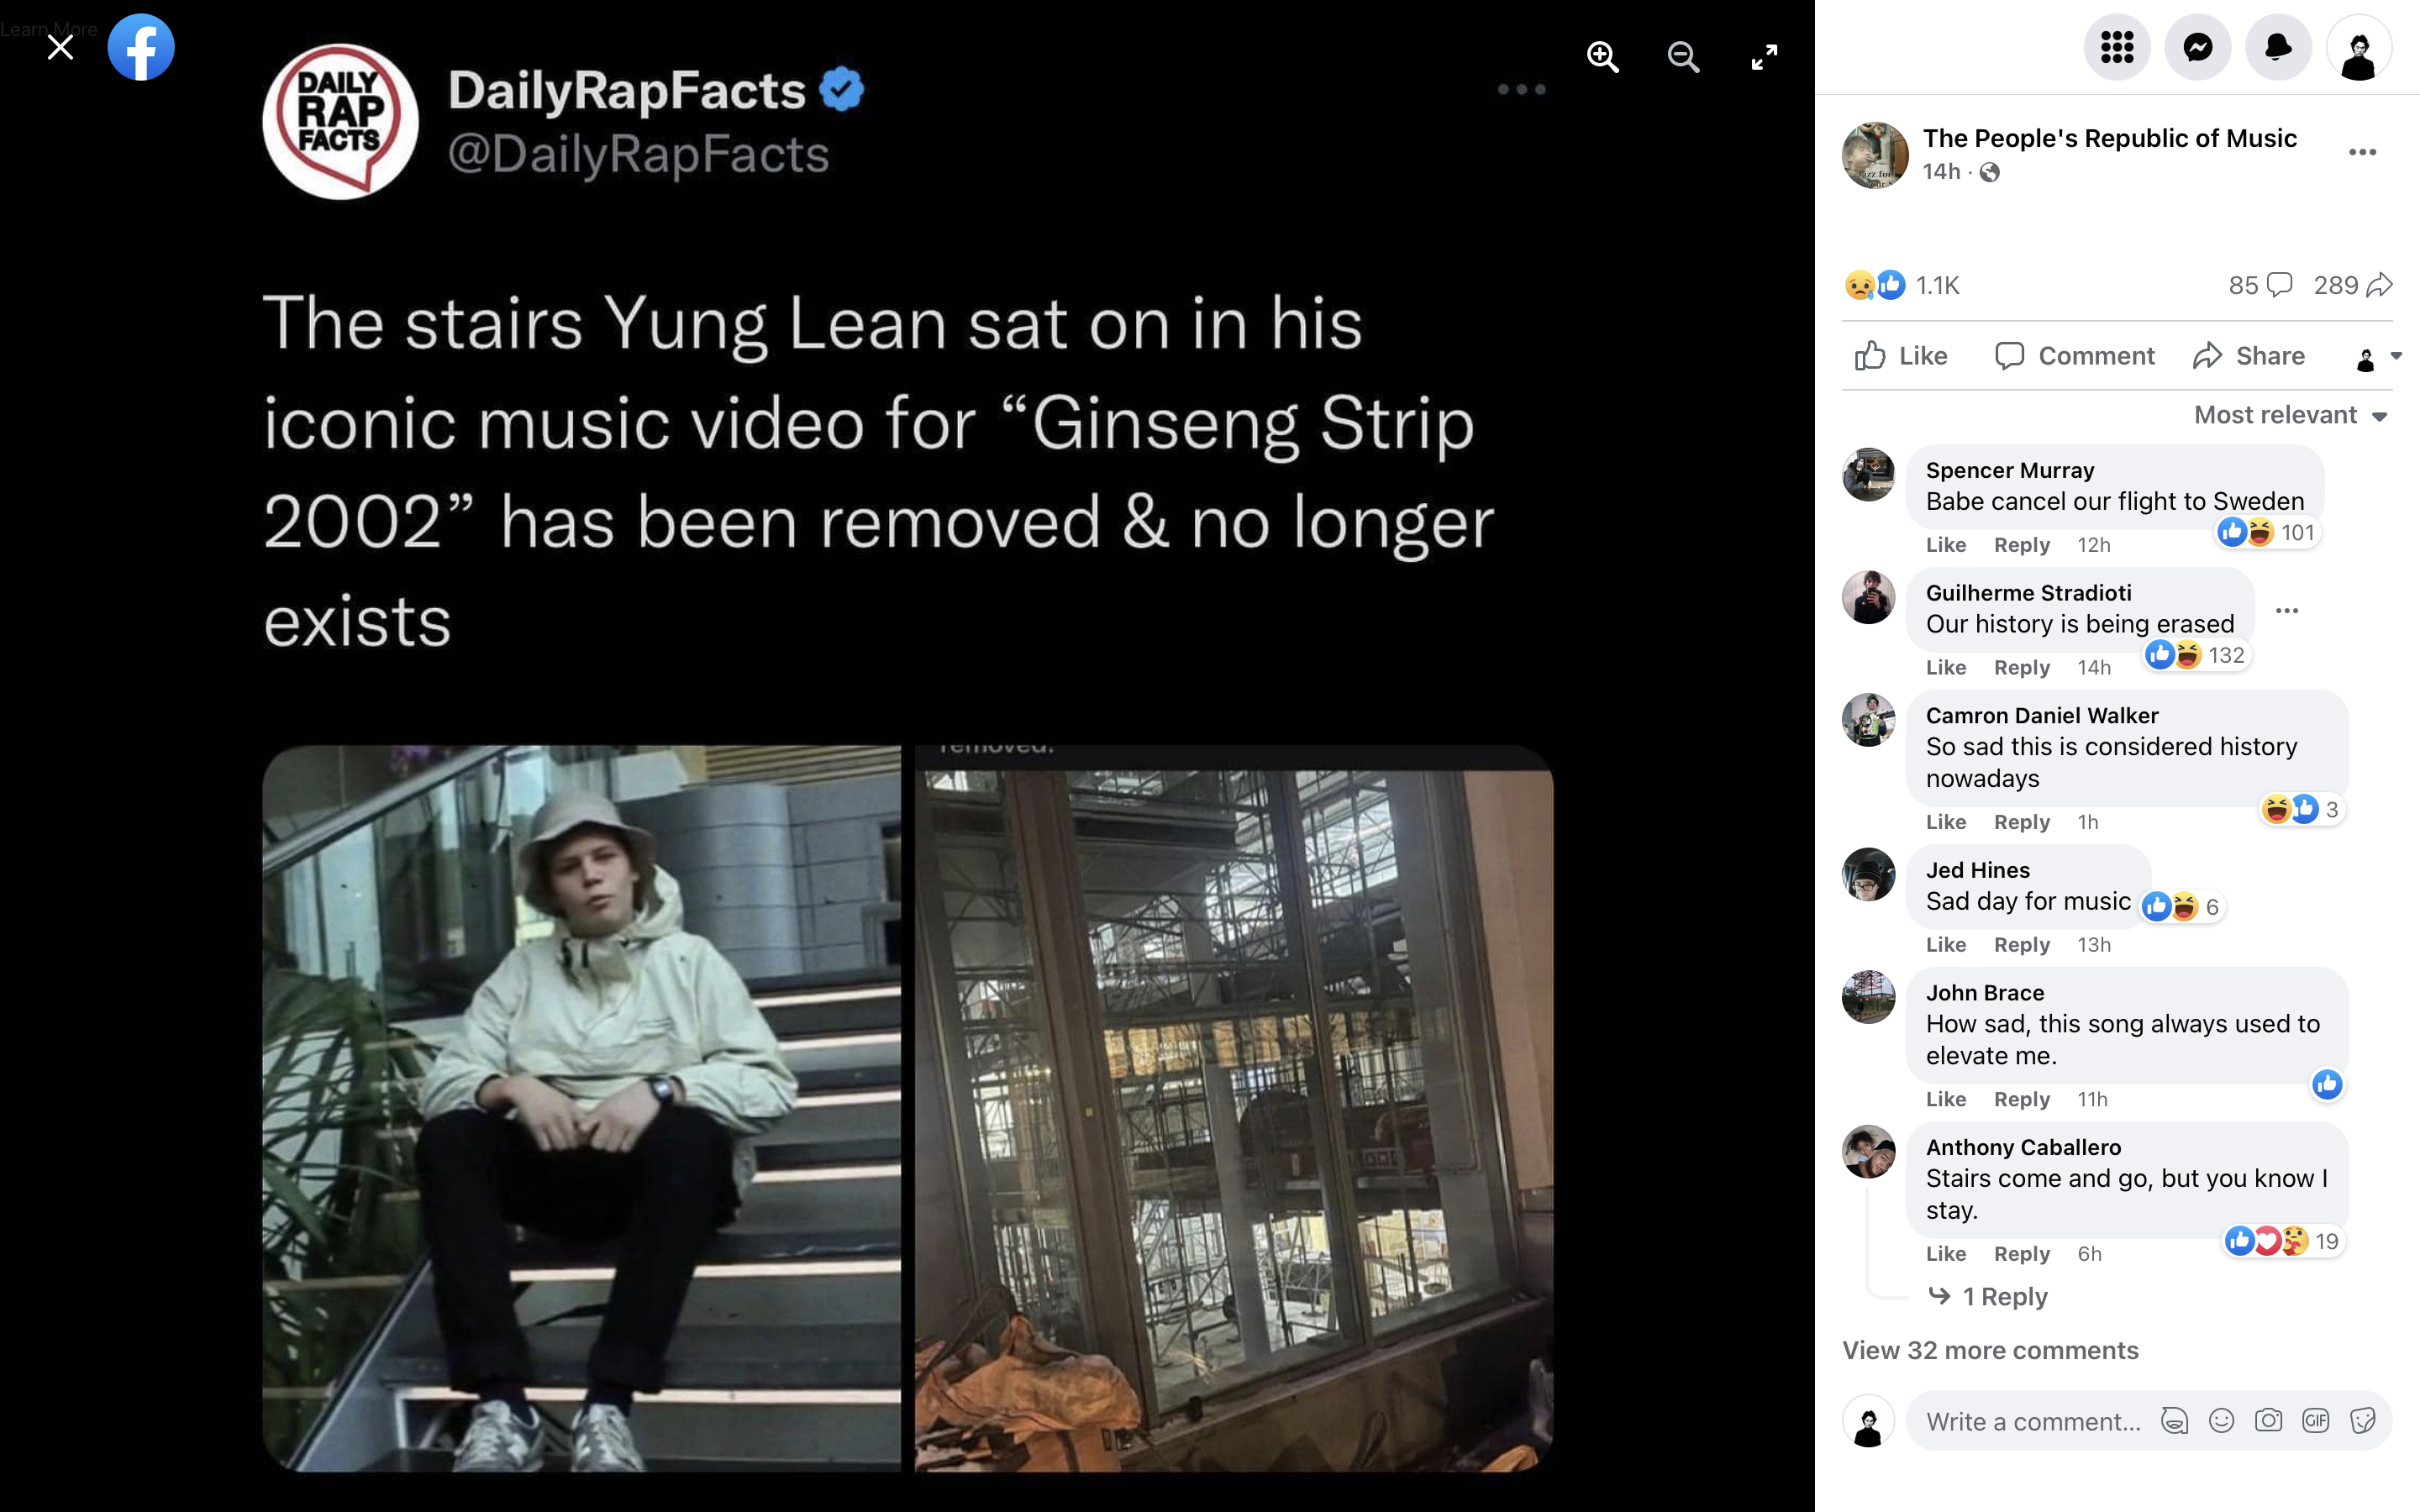 Learn More
DAILY
RAP
FACTS
DailyRapFacts
@DailyRapFacts
The stairs Yung Lean sat on in his
iconic music video for “Ginseng Strip
2002” has been removed & no longer
exists
removed.
The People's Republic of Music
14h ·
1.1K
85
289
Like
Comment
Share
Most relevant
Spencer Murray
Babe cancel our flight to Sweden
101
Like Reply 12h
Guilherme Stradioti
Our history is being erased
132
Like Reply 14h
Camron Daniel Walker
So sad this is considered history
nowadays
3
Like Reply 1h
Jed Hines
Sad day for music
6
Like Reply 13h
John Brace
How sad, this song always used to
elevate me.
Like Reply 11h
Anthony Caballero
Stairs come and go, but you know I
stay.
19
Like Reply 6h
1 Reply
View 32 more comments
Write a comment...
GIF